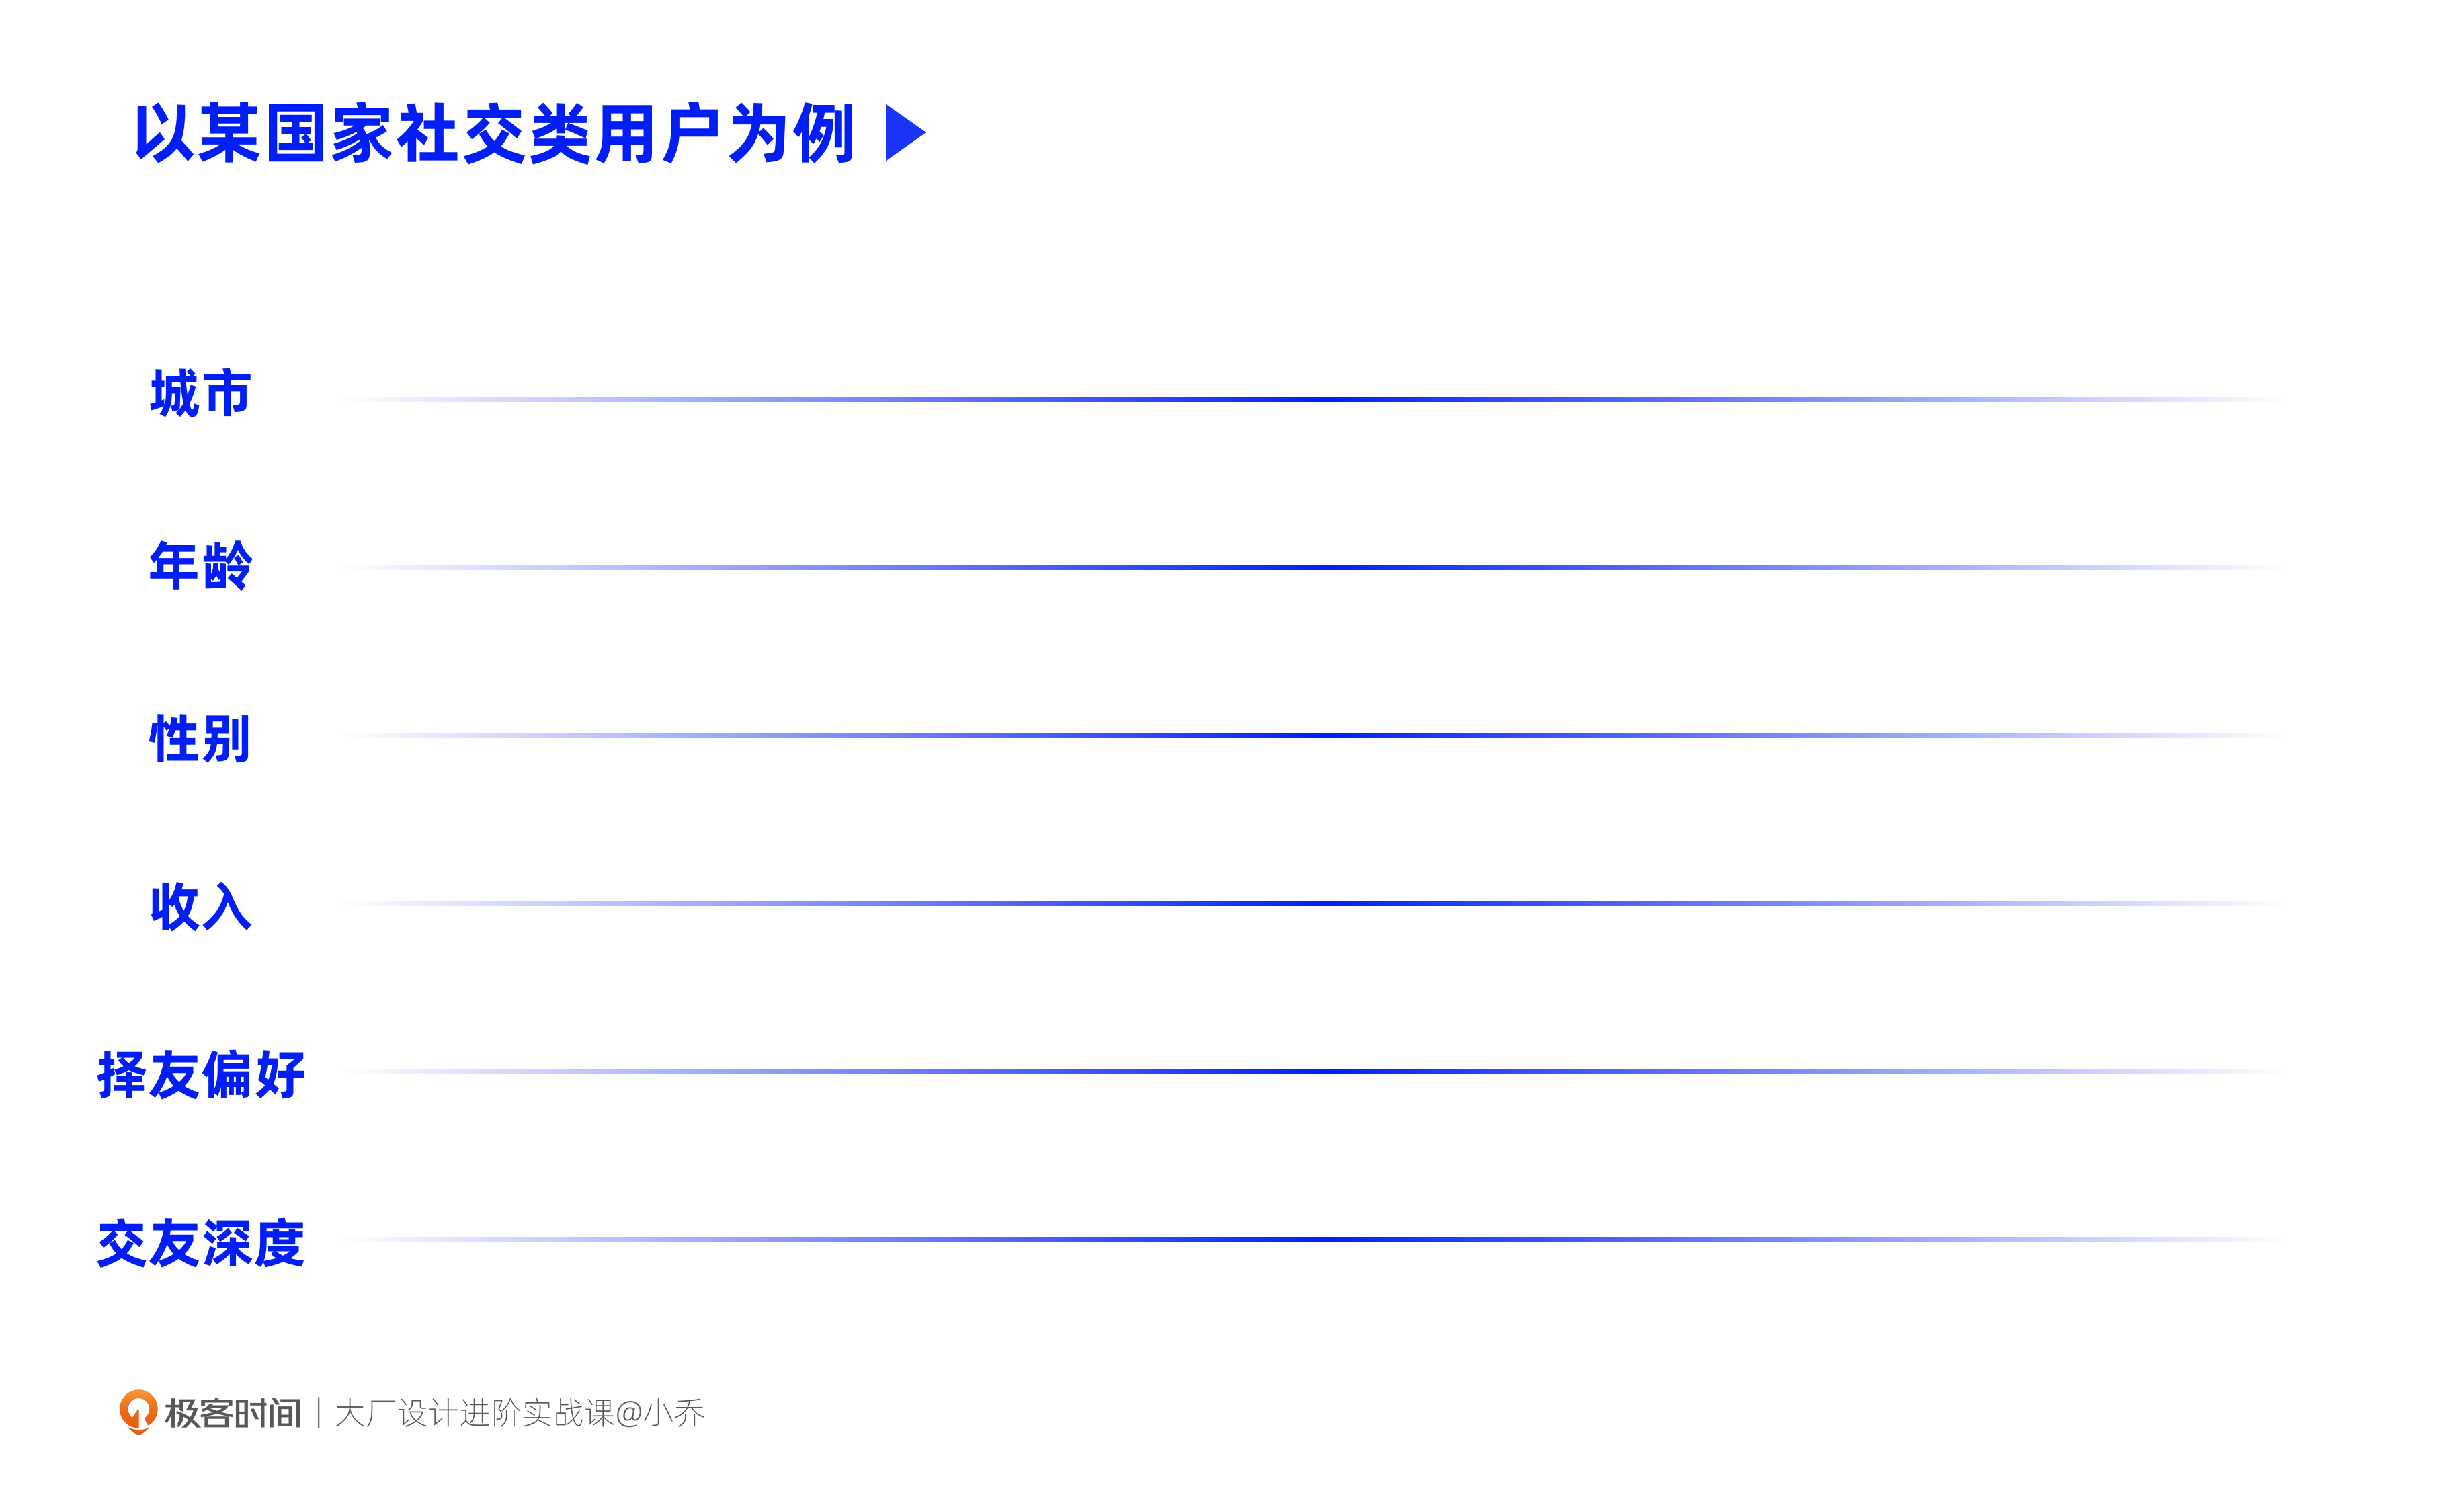 以某国家社交类用户为例
城市
年龄
性别
收入
择友偏好
交友深度
极客时间 | 大厂设计进阶实战课@小乔